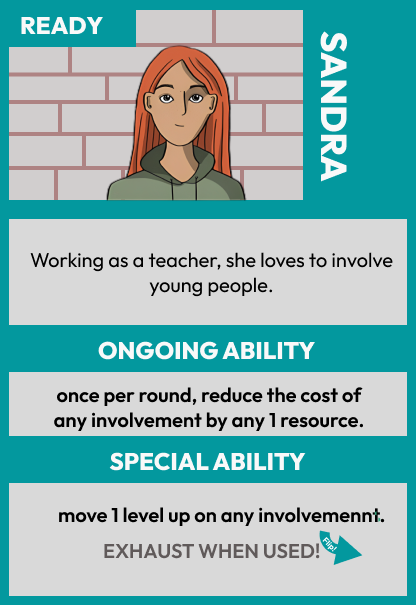 READY
SANDRA
Working as a teacher, she loves to involve
young people.
ONGOING ABILITY
once per round, reduce the cost of
any involvement by any 1 resource.
SPECIAL ABILITY
move 1 level up on any involvemennt.
EXHAUST WHEN USED!
Flip!